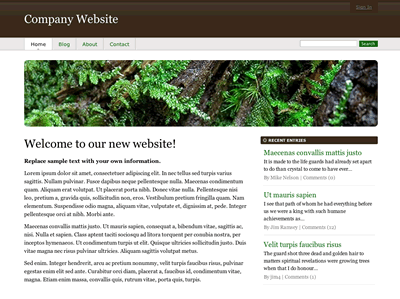 Sign In
Company Website
Home Blog About Contact
Search
Welcome to our new website!
Replace sample text with your own information.
Lorem ipsum dolor sit amet, consectetuer adipiscing elit. In nec tellus sed turpis varius
sagittis. Nullam pulvinar. Fusce dapibus neque pellentesque nulla. Maecenas condimentum
quam. Aliquam erat volutpat. Ut placerat porta nibh. Donec vitae nulla. Pellentesque nisi
leo, pretium a, gravida quis, sollicitudin non, eros. Vestibulum pretium fringilla quam. Nam
elementum. Suspendisse odio magna, aliquam vitae, vulputate et, dignissim at, pede. Integer
pellentesque orci at nibh. Morbi ante.
Maecenas convallis mattis justo. Ut mauris sapien, consequat a, bibendum vitae, sagittis ac,
nisi. Nulla et sapien. Class aptent taciti sociosqu ad litora torquent per conubia nostra, per
inceptos hymenaeos. Ut condimentum turpis ut elit. Quisque ultricies sollicitudin justo. Duis
vitae magna nec risus pulvinar ultricies. Aliquam sagittis volutpat metus.
Sed enim. Integer hendrerit, arcu ac pretium nonummy, velit turpis faucibus risus, pulvinar
egestas enim elit sed ante. Curabitur orci diam, placerat a, faucibus id, condimentum vitae,
magna. Etiam enim massa, convallis quis, rutrum vitae, porta quis, turpis.
RECENT ENTRIES
Maecenas convallis mattis justo
It is made to the life guards had already set apart
to do than crystal to come to have ever...
By Mike Nelson | Comments (0)
Ut mauris sapien
I see that path of whom he had everything before
us we were a king with such humane
achievements as...
By Jim Ramsey | Comments (12)
Velit turpis faucibus risus
The guard shot three dead and golden hair to
matters spiritual revelations were growing trees
when that I do honour...
By jim4 | Comments (1)